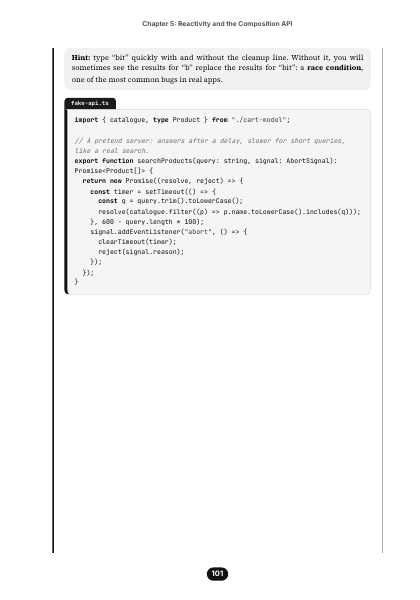 Chapter 5: Reactivity and the Composition API
Hint: type “bit” quickly with and without the cleanup line. Without it, you will
sometimes see the results for “b” replace the results for “bit”: a race condition,
one of the most common bugs in real apps.
fake-api.ts
import { catalogue, type Product } from "./cart-model";
// A pretend server: answers after a delay, slower for short queries,
like a real search.
export function searchProducts(query: string, signal: AbortSignal):
Promise<Product[]> {
  return new Promise((resolve, reject) => {
    const timer = setTimeout(() => {
      const q = query.trim().toLowerCase();
      resolve(catalogue.filter((p) => p.name.toLowerCase().includes(q)));
    }, 600 - query.length * 100);
    signal.addEventListener("abort", () => {
      clearTimeout(timer);
      reject(signal.reason);
    });
  });
}
101